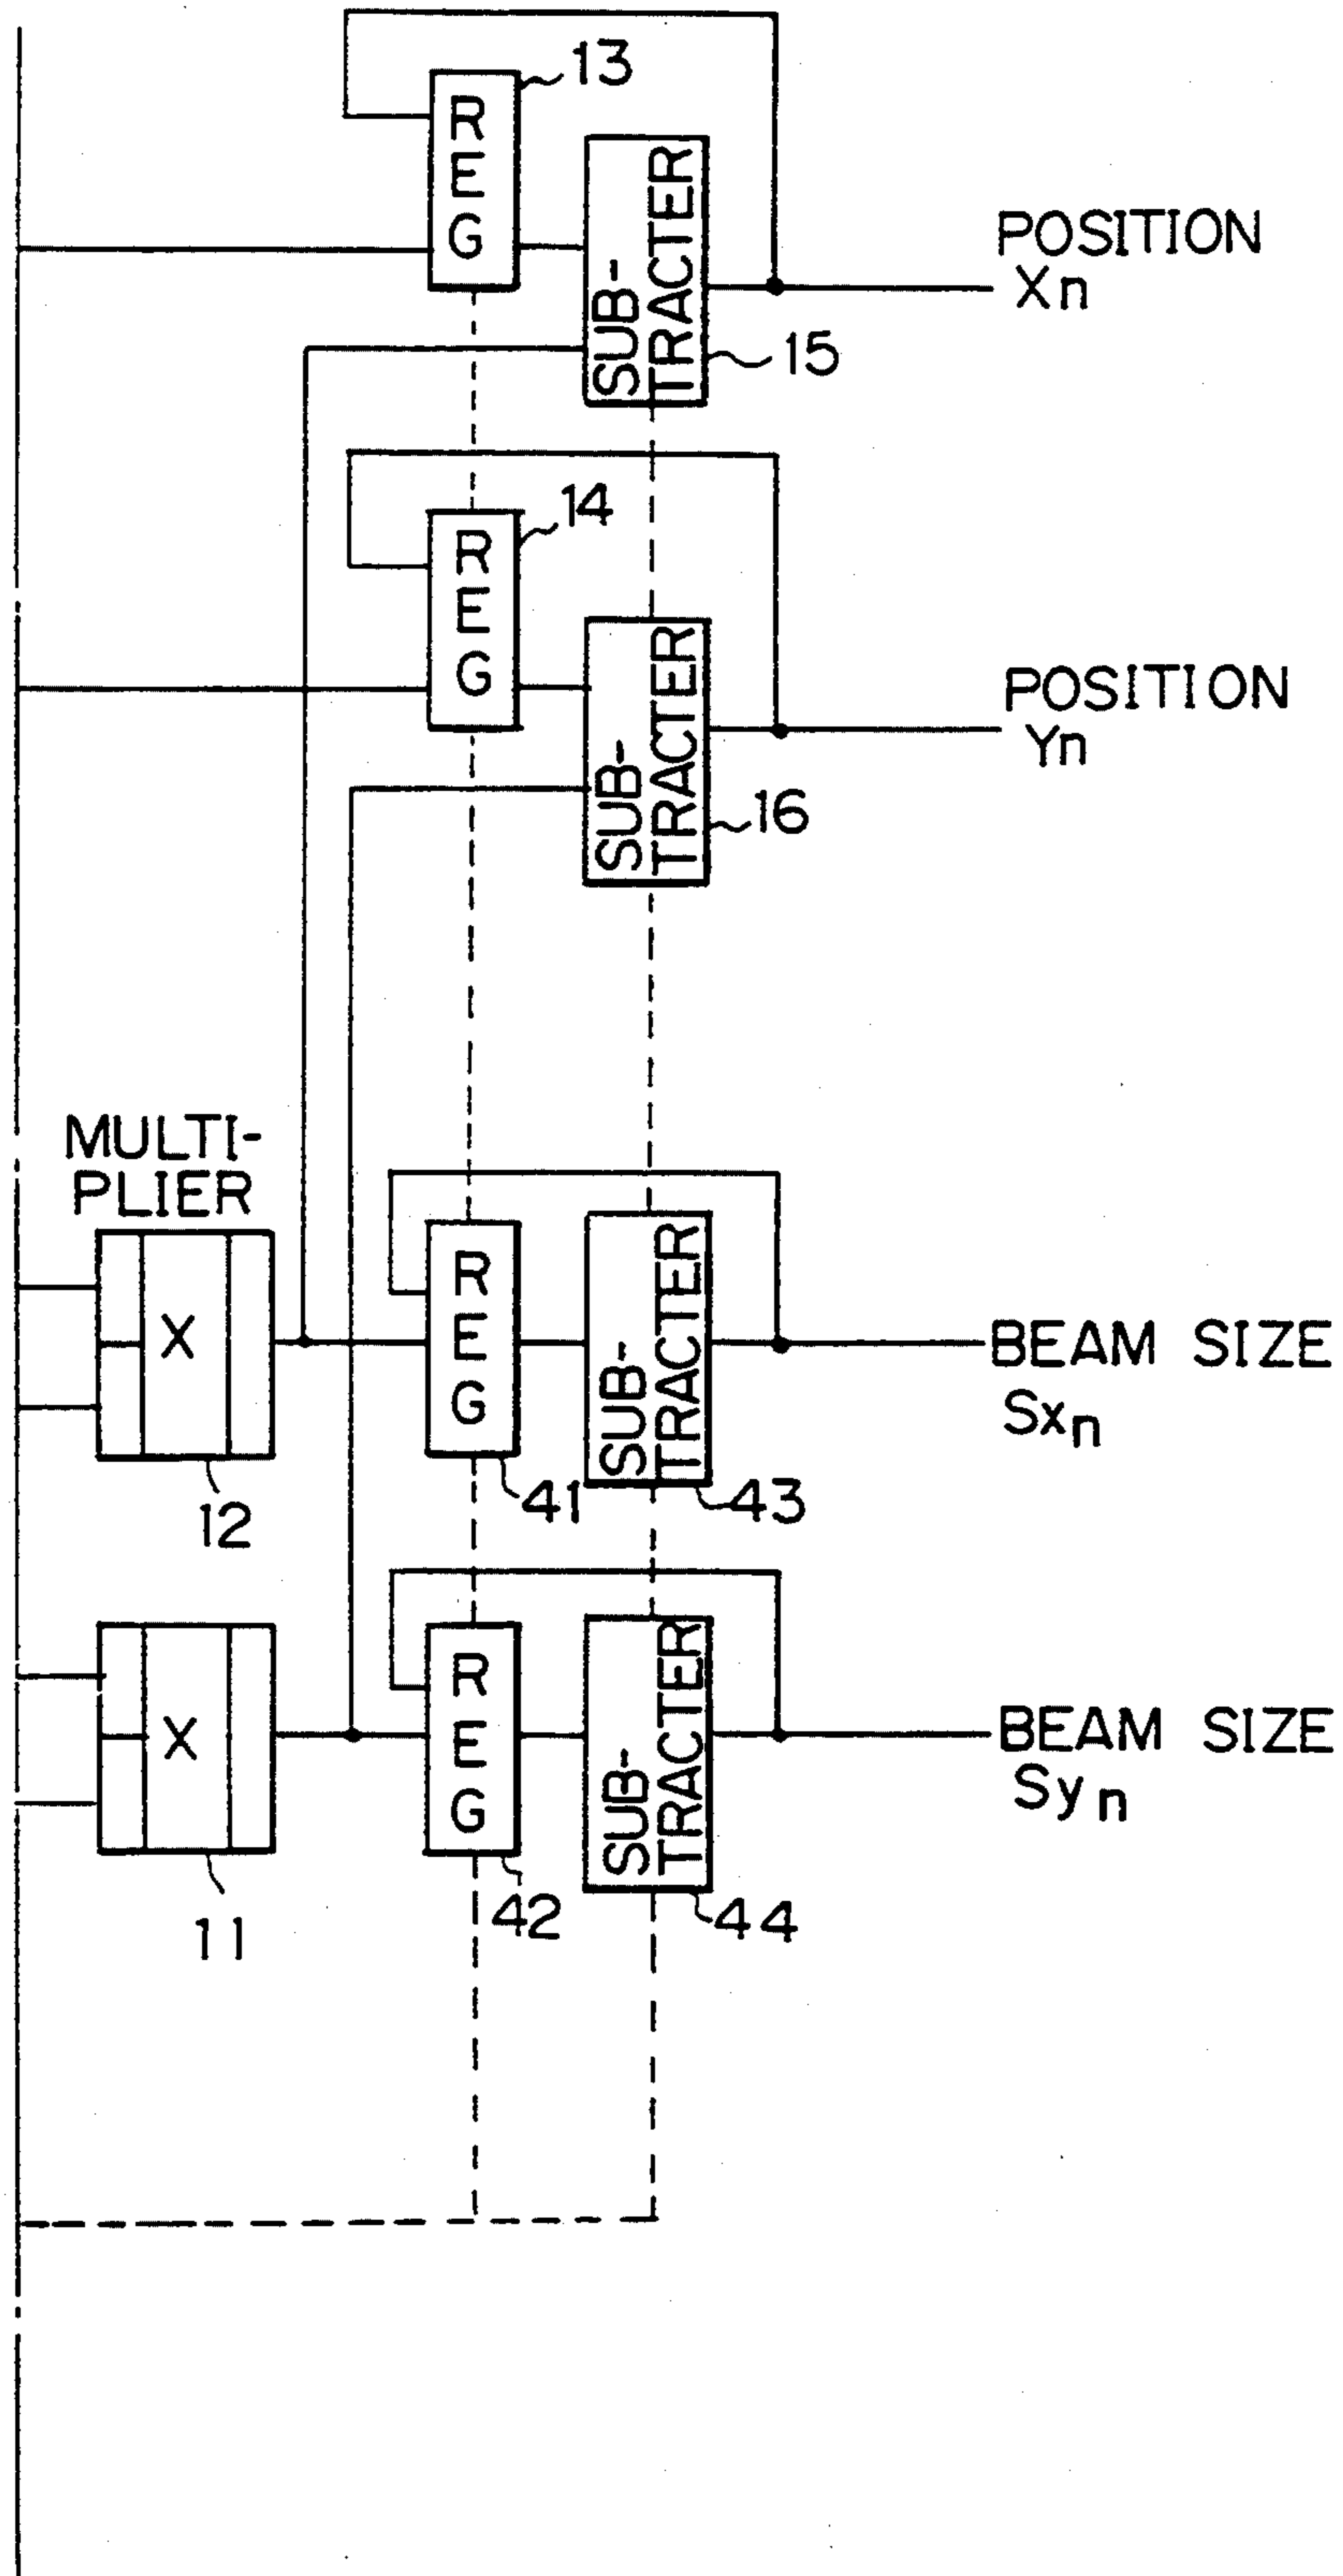 13
REG
SUB-
TRACTER
POSITION
Xn
15
14
REG
SUB-
TRACTER
POSITION
Yn
16
MULTI-
PLIER
X
REG
SUB-
TRACTER
BEAM SIZE
Sxn
12
41
43
X
REG
SUB-
TRACTER
BEAM SIZE
Syn
11
42
44